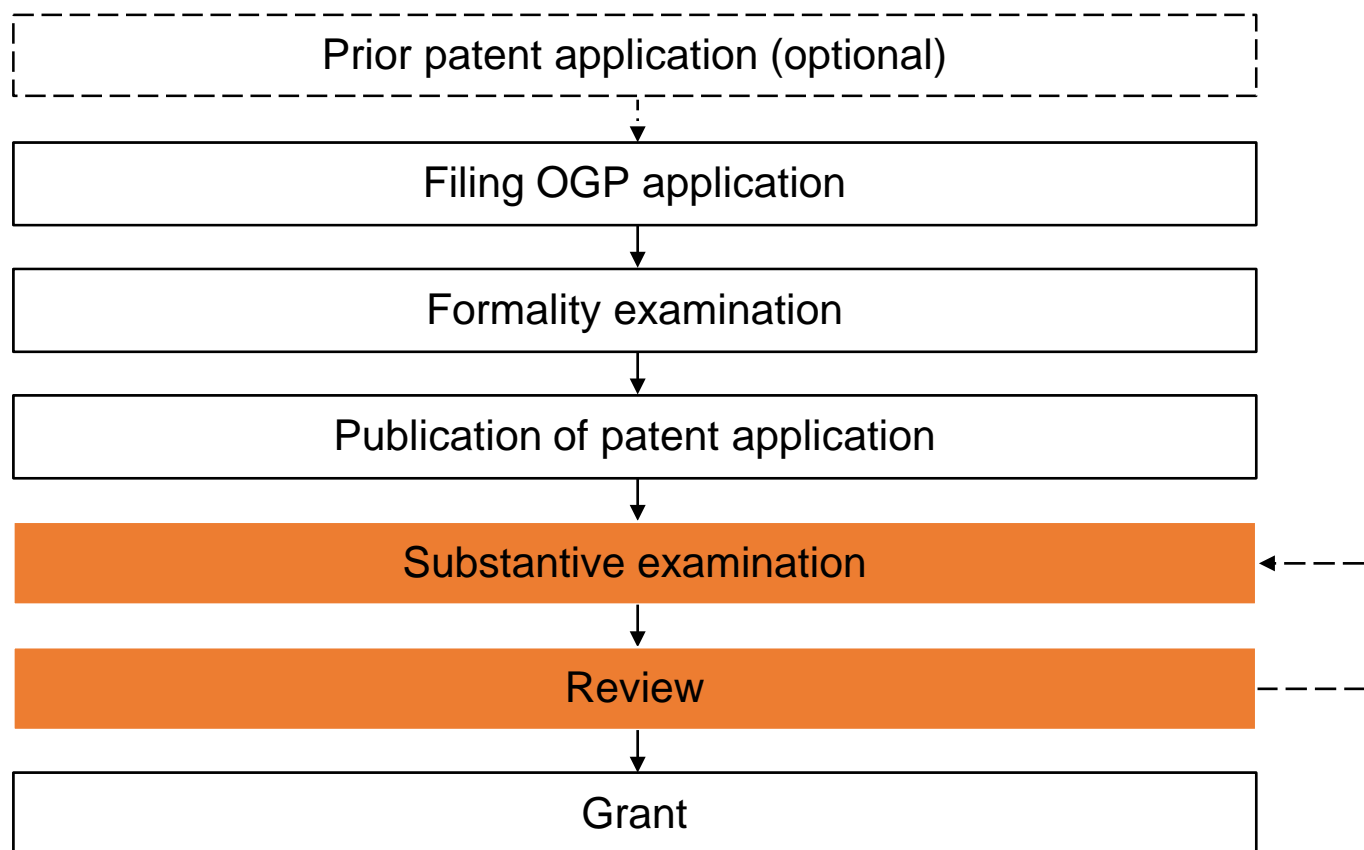 Prior patent application (optional)
Filing OGP application
Formality examination
Publication of patent application
Substantive examination
Review
Grant